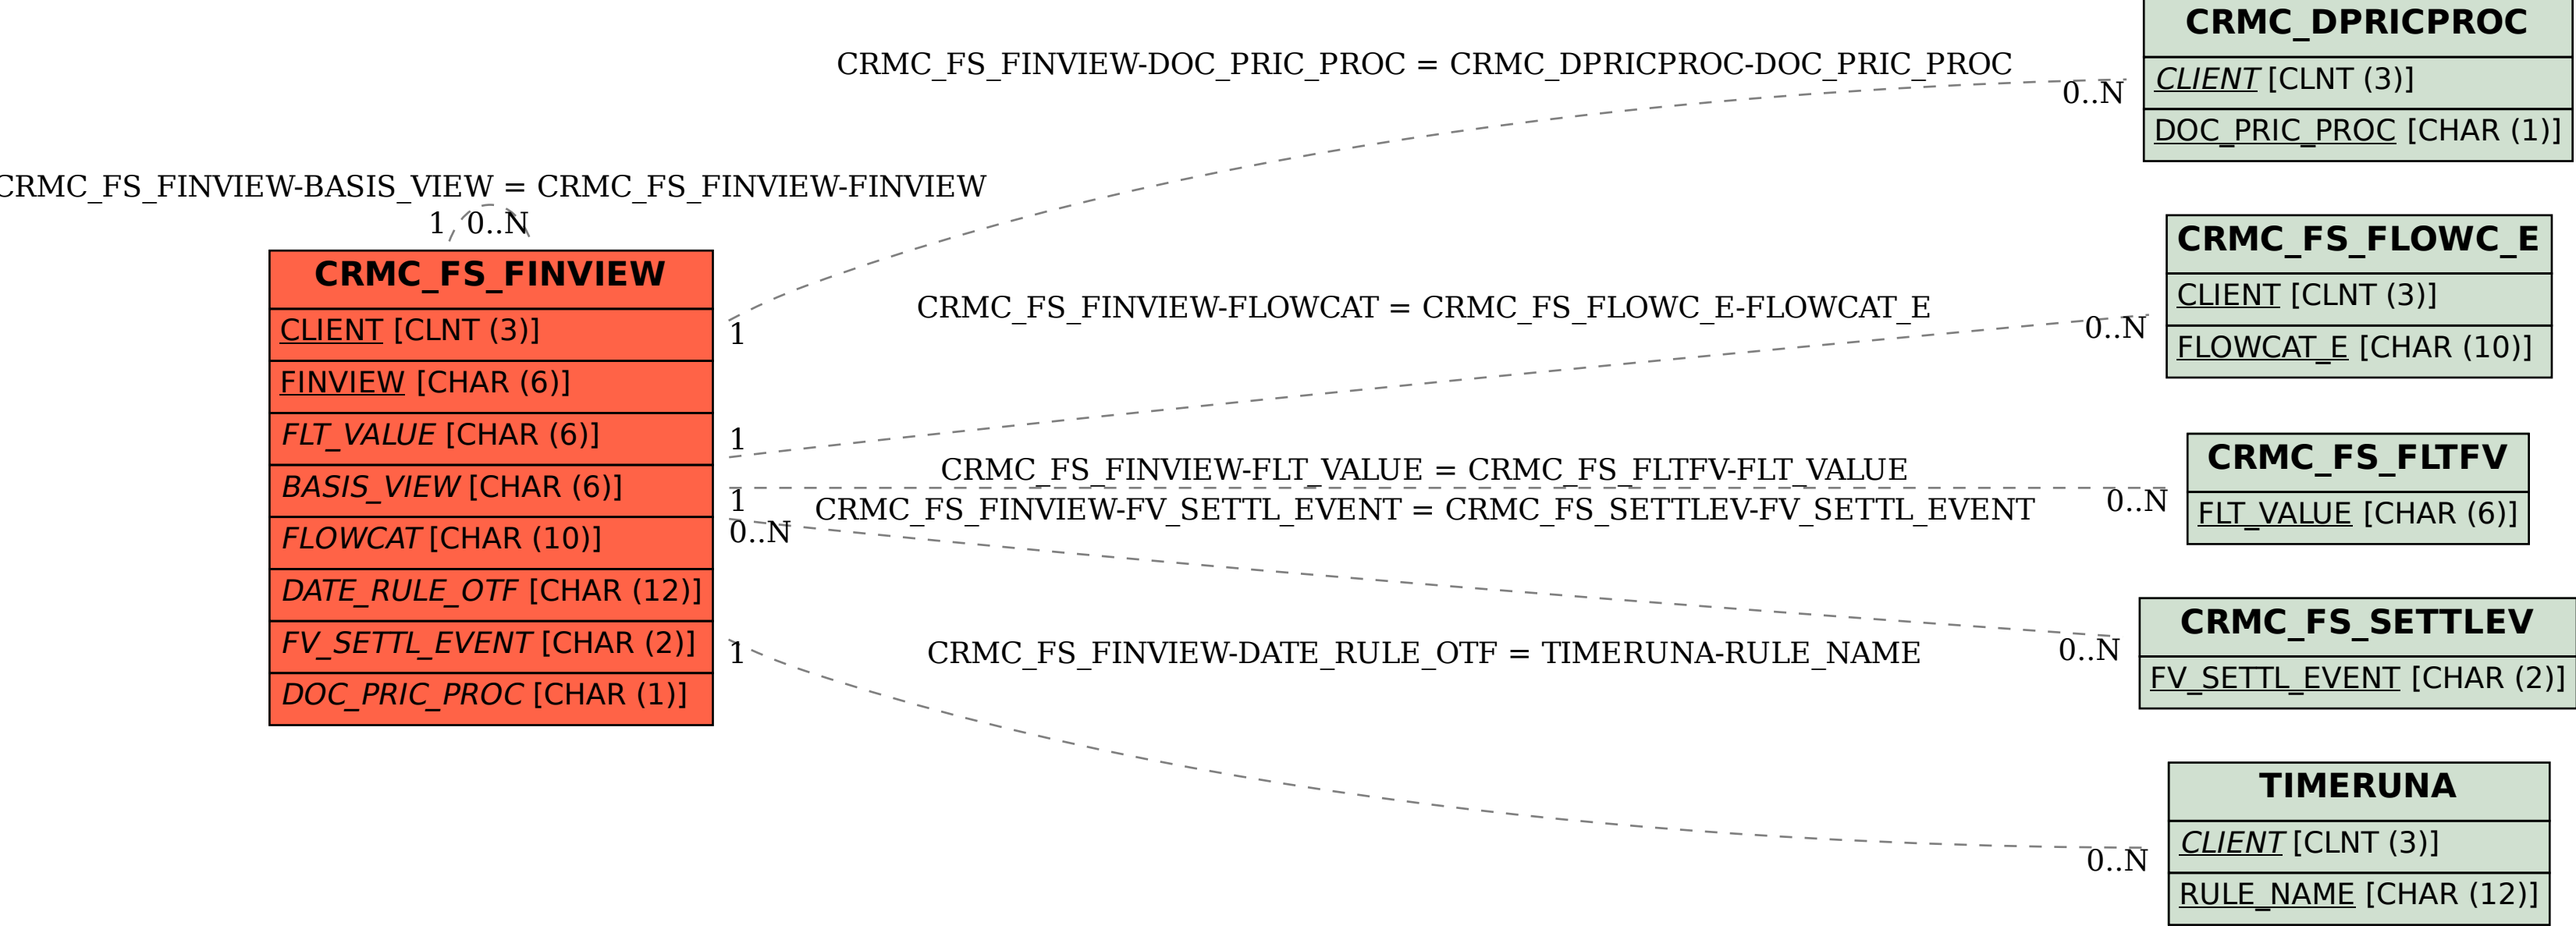 CRMC_DPRICPROC
CLIENT [CLNT (3)]
DOC_PRIC_PROC [CHAR (1)]
CRMC_FS_FINVIEW-DOC_PRIC_PROC = CRMC_DPRICPROC-DOC_PRIC_PROC
0..N
CRMC_FS_FINVIEW-BASIS_VIEW = CRMC_FS_FINVIEW-FINVIEW
1 0..N
CRMC_FS_FINVIEW
CLIENT [CLNT (3)]
FINVIEW [CHAR (6)]
FLT_VALUE [CHAR (6)]
BASIS_VIEW [CHAR (6)]
FLOWCAT [CHAR (10)]
DATE_RULE_OTF [CHAR (12)]
FV_SETTL_EVENT [CHAR (2)]
DOC_PRIC_PROC [CHAR (1)]
1
CRMC_FS_FINVIEW-FLOWCAT = CRMC_FS_FLOWC_E-FLOWCAT_E
0..N
1
CRMC_FS_FLOWC_E
CLIENT [CLNT (3)]
FLOWCAT_E [CHAR (10)]
CRMC_FS_FINVIEW-FLT_VALUE = CRMC_FS_FLTFV-FLT_VALUE
1
0..N
CRMC_FS_FLTFV
FLT_VALUE [CHAR (6)]
CRMC_FS_FINVIEW-FV_SETTL_EVENT = CRMC_FS_SETTLEV-FV_SETTL_EVENT
0..N
0..N
CRMC_FS_SETTLEV
FV_SETTL_EVENT [CHAR (2)]
1
CRMC_FS_FINVIEW-DATE_RULE_OTF = TIMERUNA-RULE_NAME
0..N
TIMERUNA
CLIENT [CLNT (3)]
RULE_NAME [CHAR (12)]